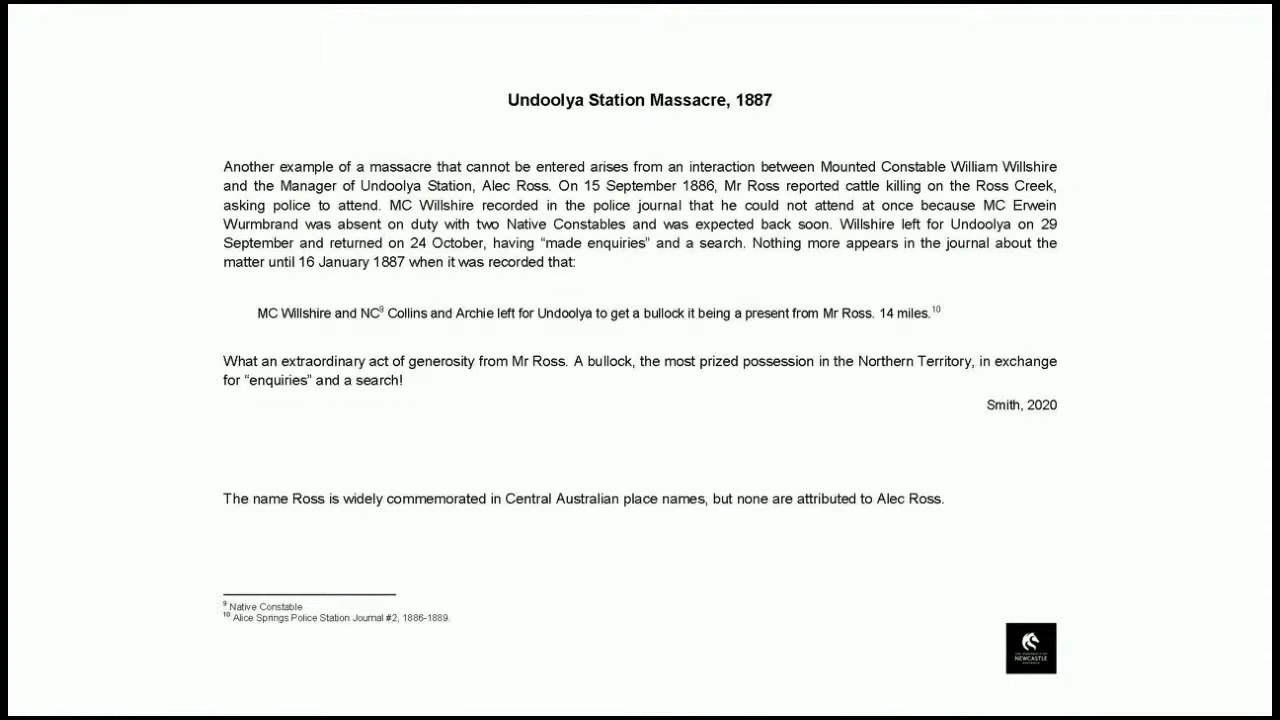 Undoolya Station Massacre, 1887
Another example of a massacre that cannot be entered arises from an interaction between Mounted Constable William Willshire
and the Manager of Undoolya Station, Alec Ross. On 15 September 1886, Mr Ross reported cattle killing on the Ross Creek,
asking police to attend. MC Willshire recorded in the police journal that he could not attend at once because MC Erwein
Wurmbrand was absent on duty with two Native Constables and was expected back soon. Willshire left for Undoolya on 29
September and returned on 24 October, having “made enquiries” and a search. Nothing more appears in the journal about the
matter until 16 January 1887 when it was recorded that:
MC Willshire and NC⁹ Collins and Archie left for Undoolya to get a bullock it being a present from Mr Ross. 14 miles.¹⁰
What an extraordinary act of generosity from Mr Ross. A bullock, the most prized possession in the Northern Territory, in exchange
for “enquiries” and a search!
Smith, 2020
The name Ross is widely commemorated in Central Australian place names, but none are attributed to Alec Ross.
⁹ Native Constable
¹⁰ Alice Springs Police Station Journal #2, 1886-1889.
THE UNIVERSITY OF
NEWCASTLE
AUSTRALIA